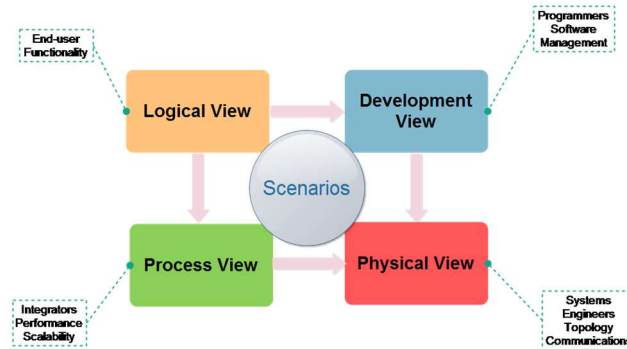 End-user
Functionality
Programmers
Software
Management
Logical View
Development
View
Scenarios
Process View
Physical View
Integrators
Performance
Scalability
Systems
Engineers
Topology
Communications